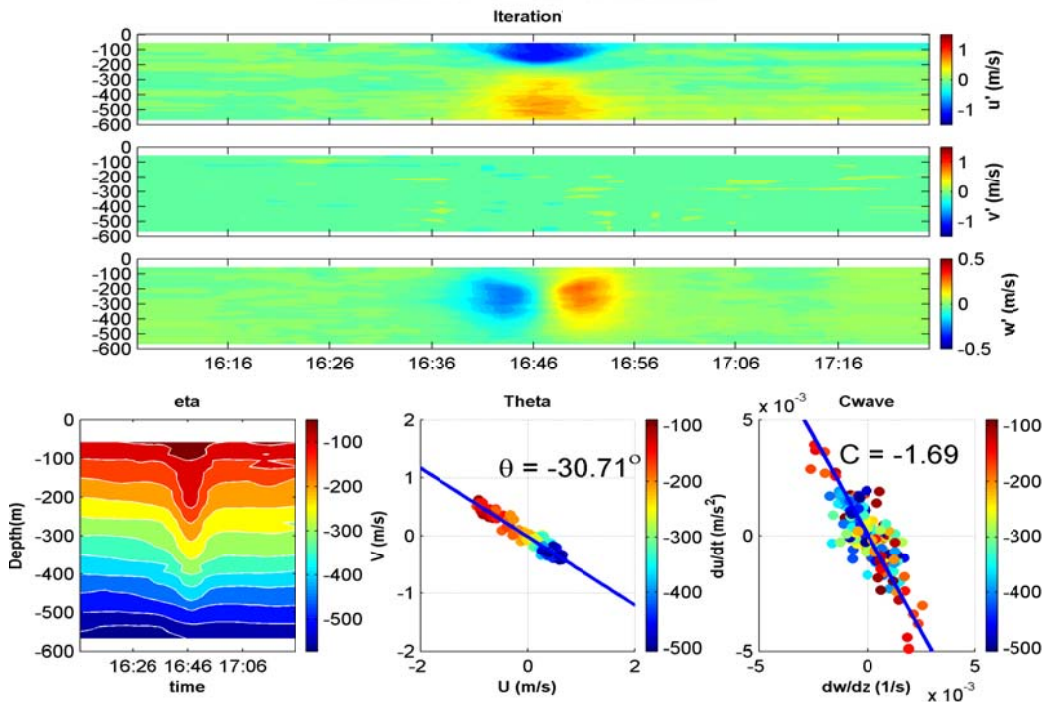 Iteration
0
-100
-200
-300
-400
-500
-600
1
0
-1
u' (m/s)
0
-100
-200
-300
-400
-500
-600
1
0
-1
v' (m/s)
0
-100
-200
-300
-400
-500
-600
0.5
0
-0.5
w' (m/s)
16:16 16:26 16:36 16:46 16:56 17:06 17:16
eta
0
-100
-200
-300
-400
-500
-600
Depth(m)
16:26 16:46 17:06
time
-100
-200
-300
-400
-500
Theta
θ = -30.71°
2
1
0
-1
-2
V (m/s)
-2 0 2
U (m/s)
-100
-200
-300
-400
-500
Cwave
x 10⁻³
C = -1.69
5
0
-5
du/dt (m/s²)
-5 0 5
x 10⁻³
dw/dz (1/s)
-100
-200
-300
-400
-500